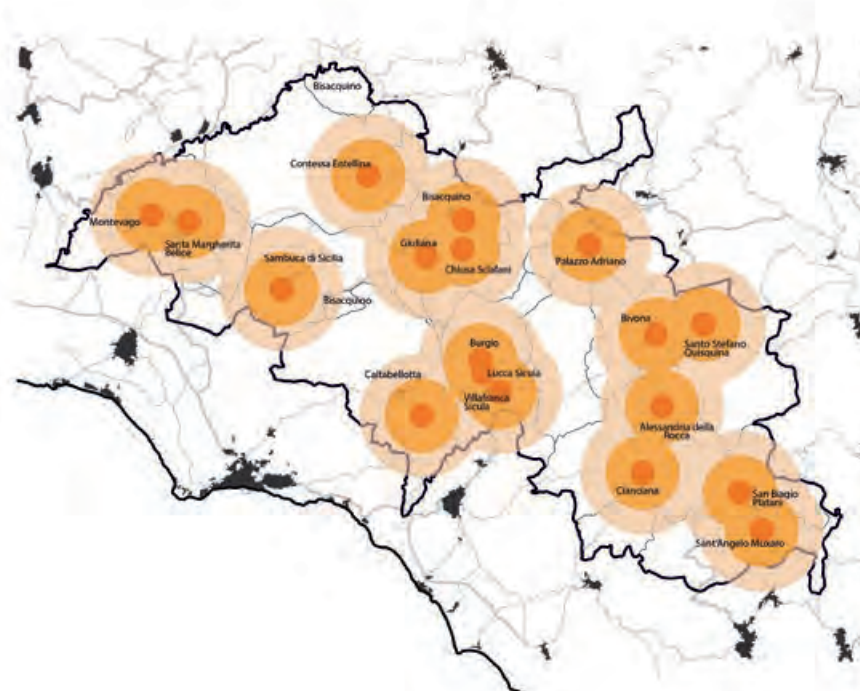 Bisacquino
Contessa Entellina
Bisacquino
Montevago
Santa Margherita
Belice
Giuliana
Sambuca di Sicilia
Chiusa Sclafani
Palazzo Adriano
Bisacquino
Bivona
Santo Stefano
Quisquina
Burgio
Caltabellotta
Lucca Sicula
Villafranca
Sicula
Alessandria della
Rocca
Cianciana
San Biagio
Platani
Sant'Angelo Muxaro